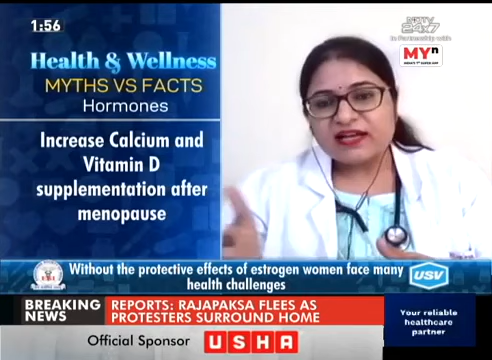 1:56
NDTV
24x7
In Partnership with
MYn
Health & Wellness
MYTHS VS FACTS
Hormones
Increase Calcium and
Vitamin D
supplementation after
menopause
Without the protective effects of estrogen women face many
health challenges
USV
BREAKING
NEWS
REPORTS: RAJAPAKSA FLEES AS
PROTESTERS SURROUND HOME
Your reliable
healthcare
partner
Official Sponsor
USHA